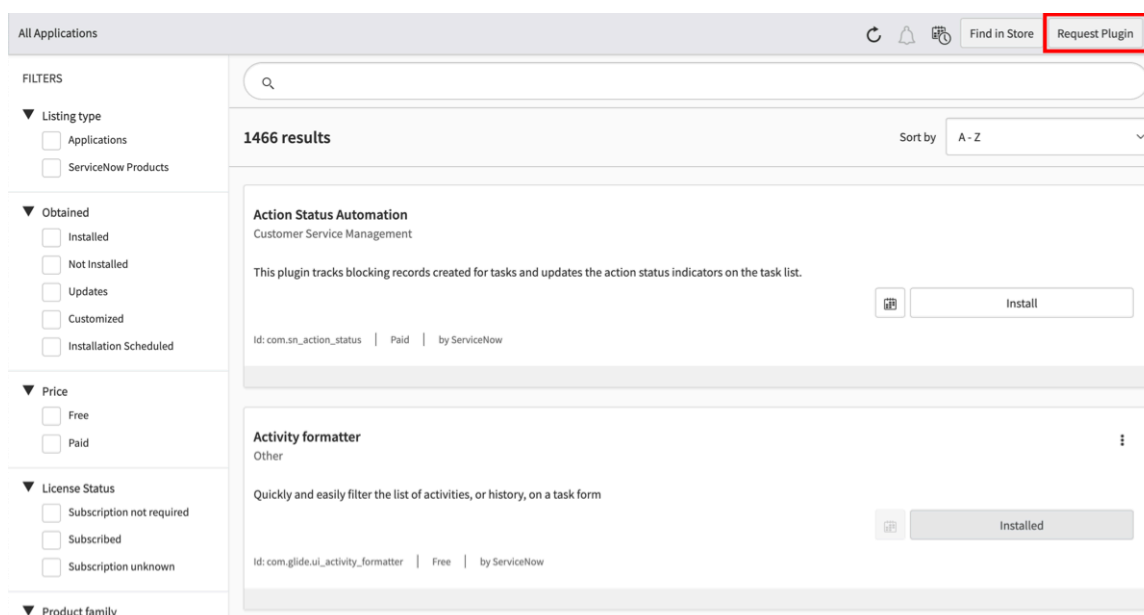 All Applications
Find in Store
Request Plugin
FILTERS
Listing type
Applications
ServiceNow Products
Obtained
Installed
Not Installed
Updates
Customized
Installation Scheduled
Price
Free
Paid
License Status
Subscription not required
Subscribed
Subscription unknown
Product family
1466 results
Sort by
A - Z
Action Status Automation
Customer Service Management
This plugin tracks blocking records created for tasks and updates the action status indicators on the task list.
Install
Id: com.sn_action_status | Paid | by ServiceNow
Activity formatter
Other
Quickly and easily filter the list of activities, or history, on a task form
Installed
Id: com.glide.ui_activity_formatter | Free | by ServiceNow